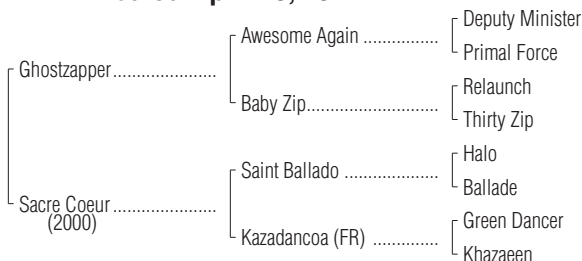 Deputy Minister
Awesome Again ................
Primal Force
Ghostzapper......................
Relaunch
Baby Zip............................
Thirty Zip
Halo
Saint Ballado ....................
Ballade
Sacre Coeur ......................
(2000)
Green Dancer
Kazadancoa (FR) ..............
Khazaeen